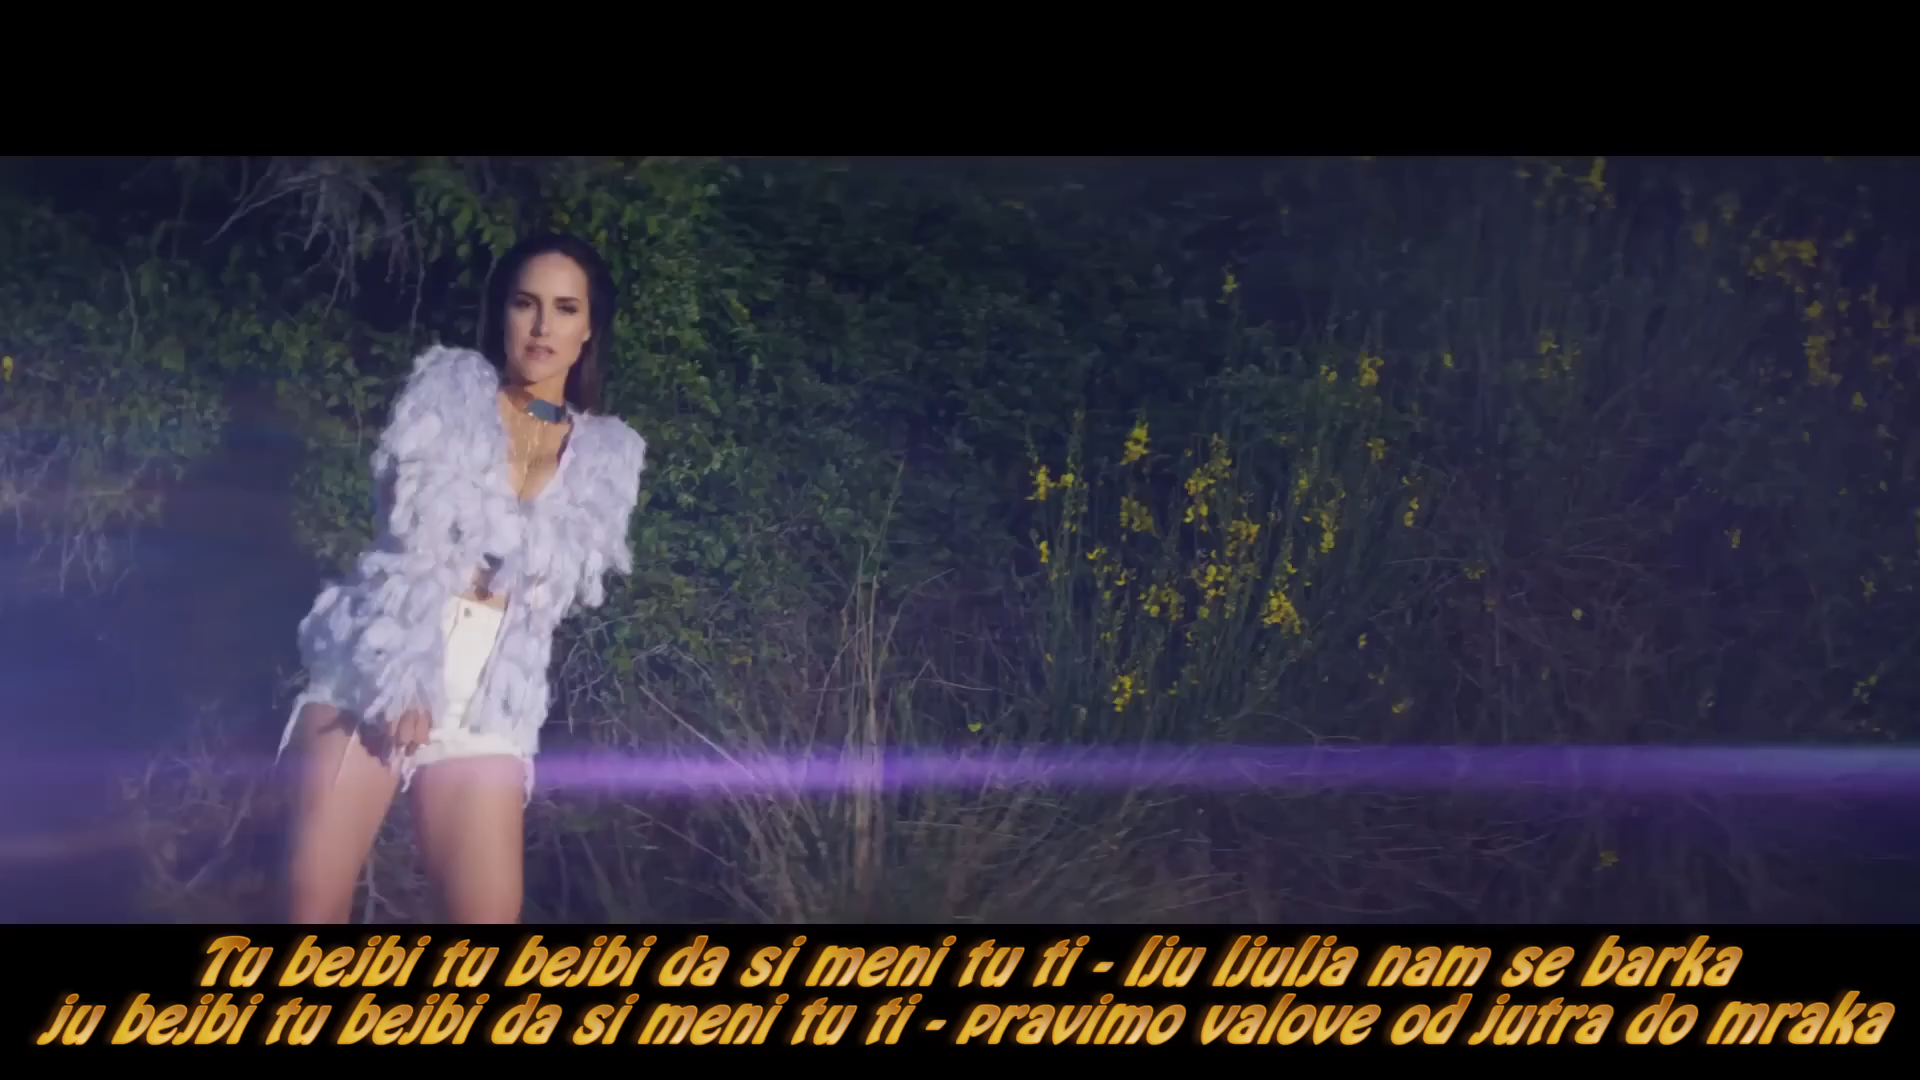 Tu bejbi tu bejbi da si meni tu ti - lju ljulja nam se barka
ju bejbi tu bejbi da si meni tu ti - pravimo valove od jutra do mraka